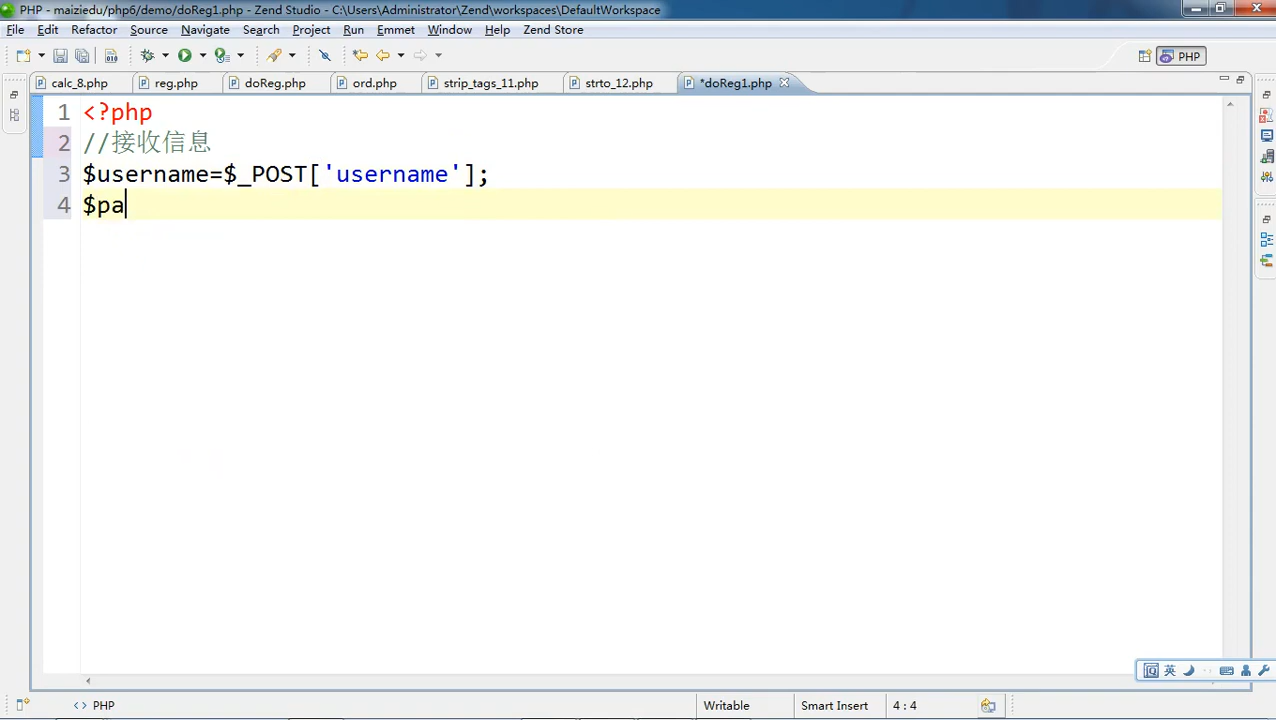 PHP - maiziedu/php6/demo/doReg1.php - Zend Studio - C:\Users\Administrator\Zend\workspaces\DefaultWorkspace
File Edit Refactor Source Navigate Search Project Run Emmet Window Help Zend Store
PHP
calc_8.php reg.php doReg.php ord.php strip_tags_11.php strto_12.php *doReg1.php
1 <?php
2 //接收信息
3 $username=$_POST['username'];
4 $pa
英
<> PHP Writable Smart Insert 4 : 4